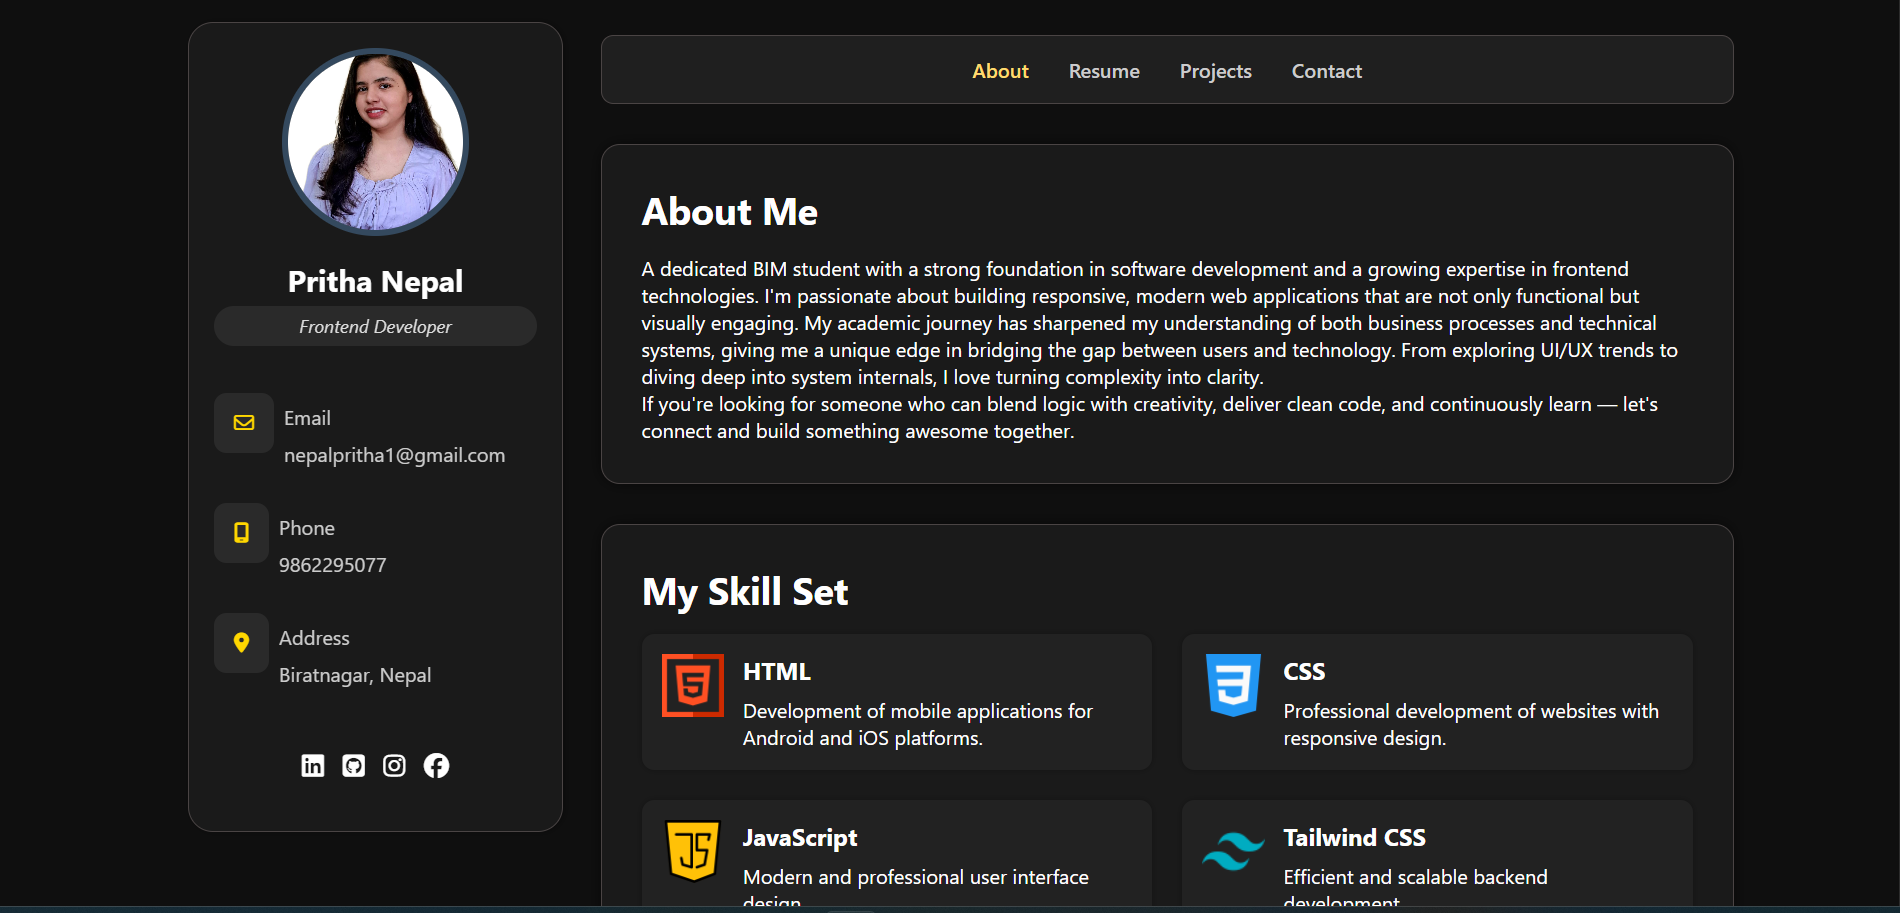 Pritha Nepal
Frontend Developer
Email
nepalpritha1@gmail.com
Phone
9862295077
Address
Biratnagar, Nepal
About Resume Projects Contact
About Me
A dedicated BIM student with a strong foundation in software development and a growing expertise in frontend
technologies. I'm passionate about building responsive, modern web applications that are not only functional but
visually engaging. My academic journey has sharpened my understanding of both business processes and technical
systems, giving me a unique edge in bridging the gap between users and technology. From exploring UI/UX trends to
diving deep into system internals, I love turning complexity into clarity.
If you're looking for someone who can blend logic with creativity, deliver clean code, and continuously learn — let's
connect and build something awesome together.
My Skill Set
HTML
Development of mobile applications for
Android and iOS platforms.
CSS
Professional development of websites with
responsive design.
JS
JavaScript
Modern and professional user interface
design.
Tailwind CSS
Efficient and scalable backend
development.